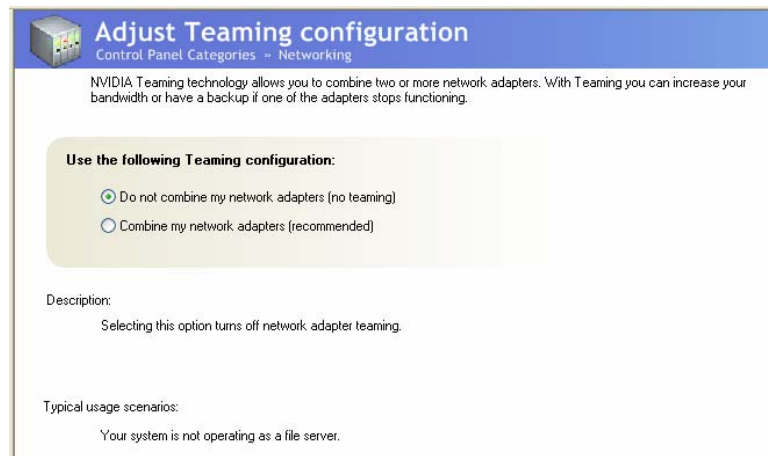 Adjust Teaming configuration
Control Panel Categories » Networking
NVIDIA Teaming technology allows you to combine two or more network adapters. With Teaming you can increase your
bandwidth or have a backup if one of the adapters stops functioning.
Use the following Teaming configuration:
Do not combine my network adapters (no teaming)
Combine my network adapters (recommended)
Description:
Selecting this option turns off network adapter teaming.
Typical usage scenarios:
Your system is not operating as a file server.